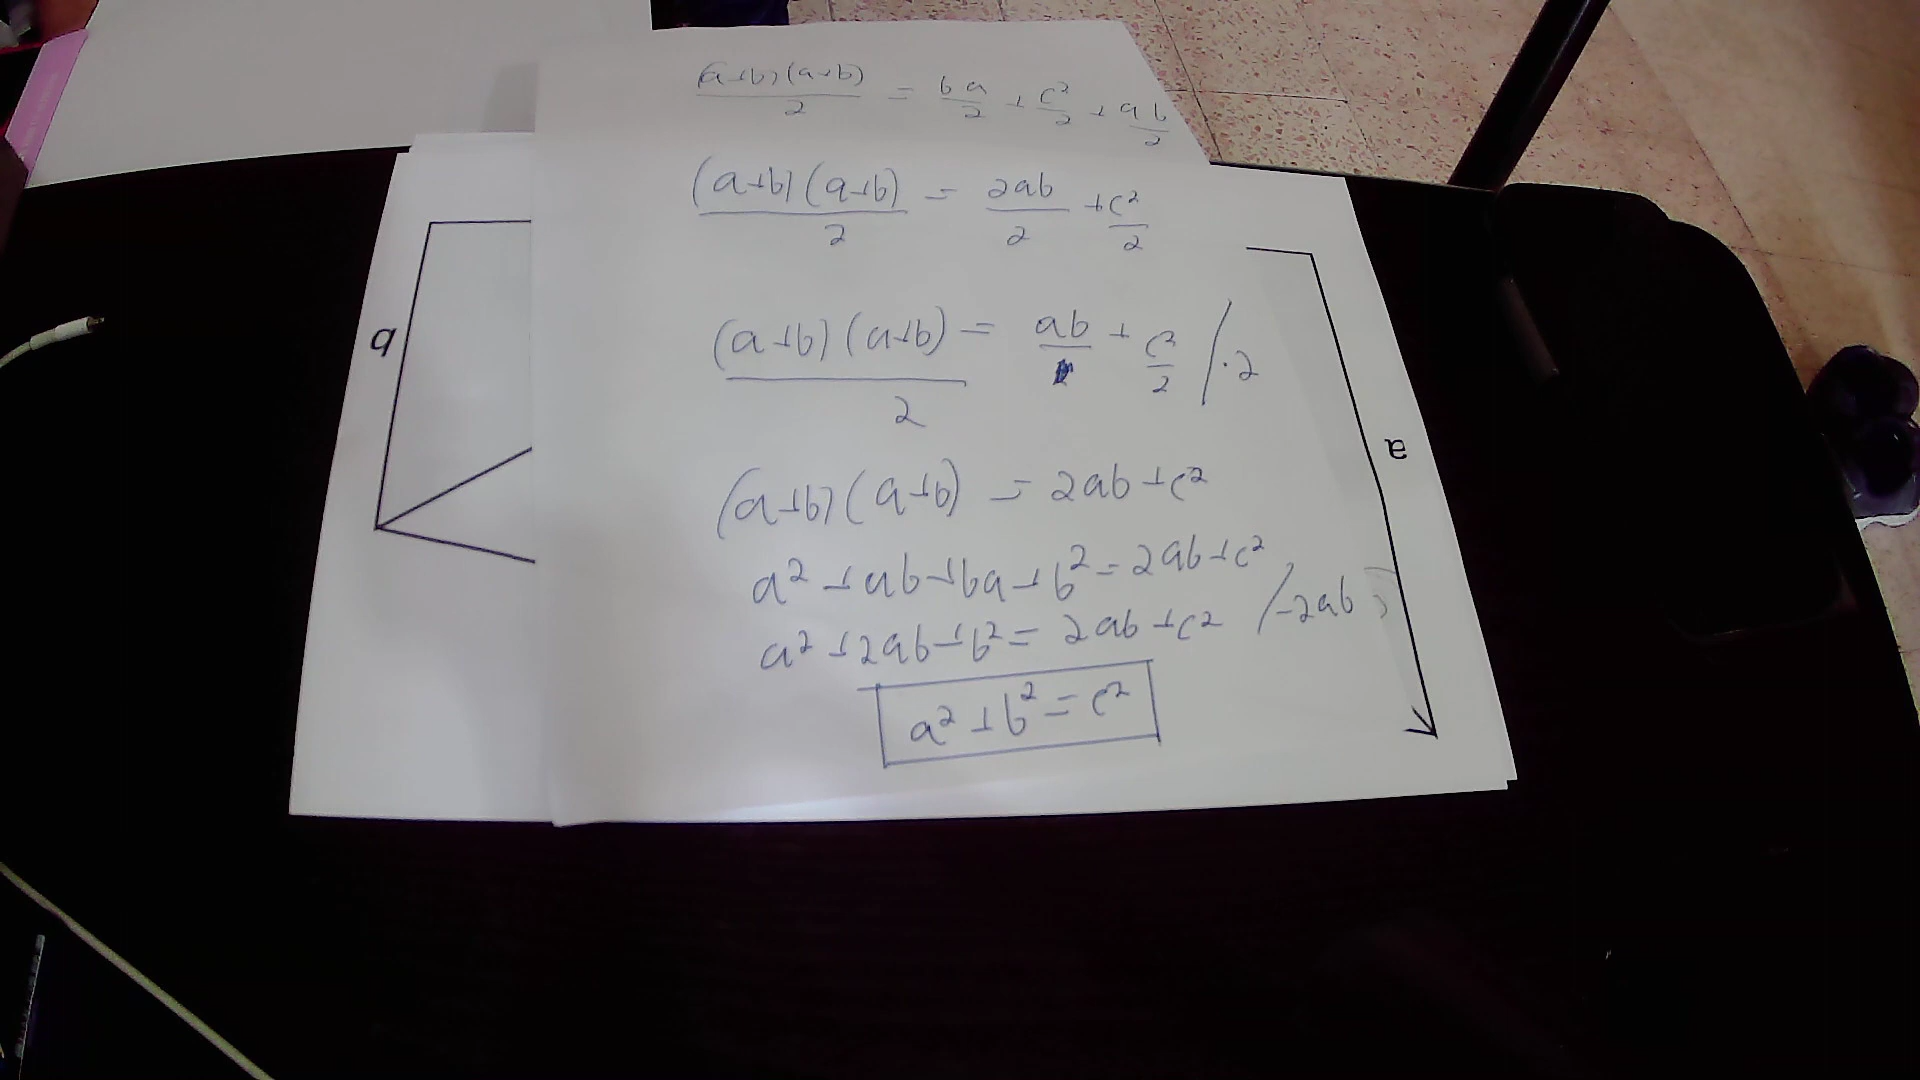 (a+b)(a+b)/2 = ba/2 + c²/2 + ab/2
(a+b)(a+b)/2 = 2ab/2 + c²/2
(a+b)(a+b)/2 = ab + c²/2 /·2
(a+b)(a+b) = 2ab+c²
a²+ab+ba+b²=2ab+c²
a²+2ab+b²=2ab+c² /-2ab
a²+b²=c²
q
a